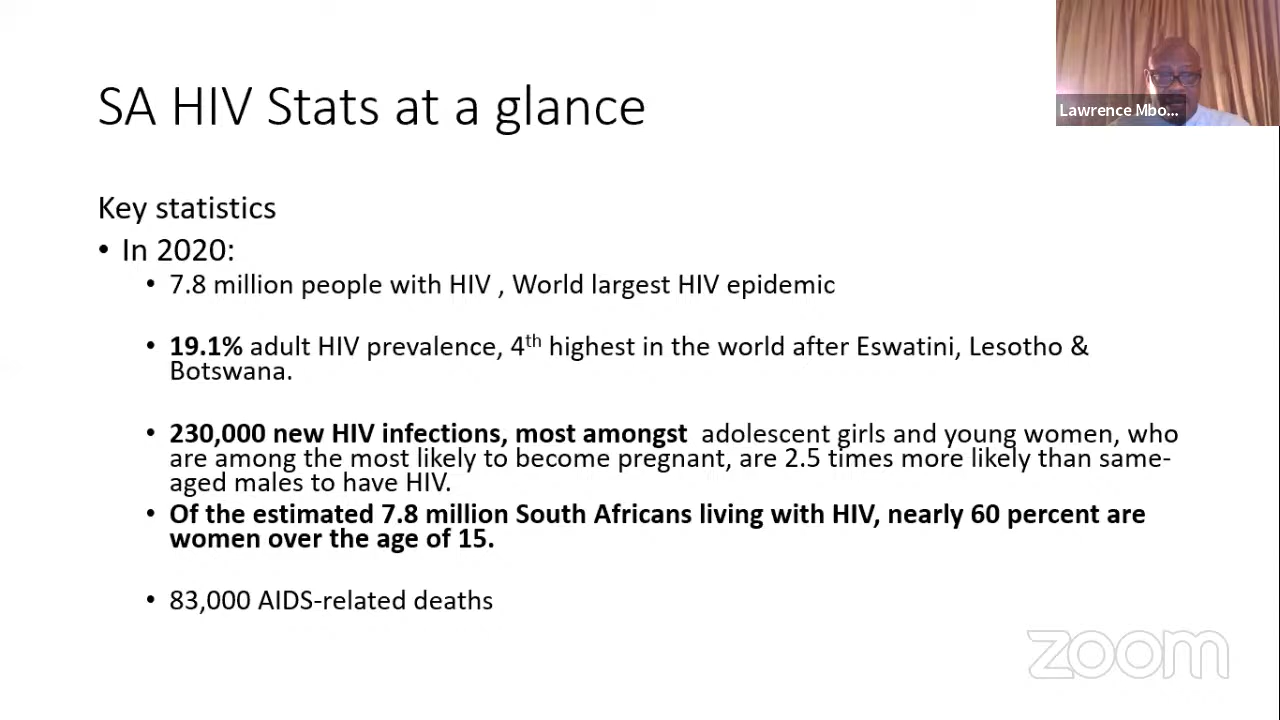 SA HIV Stats at a glance
Lawrence Mbo...
Key statistics
• In 2020:
• 7.8 million people with HIV , World largest HIV epidemic
• 19.1% adult HIV prevalence, 4th highest in the world after Eswatini, Lesotho &
Botswana.
• 230,000 new HIV infections, most amongst adolescent girls and young women, who
are among the most likely to become pregnant, are 2.5 times more likely than same-
aged males to have HIV.
• Of the estimated 7.8 million South Africans living with HIV, nearly 60 percent are
women over the age of 15.
• 83,000 AIDS-related deaths
zoom